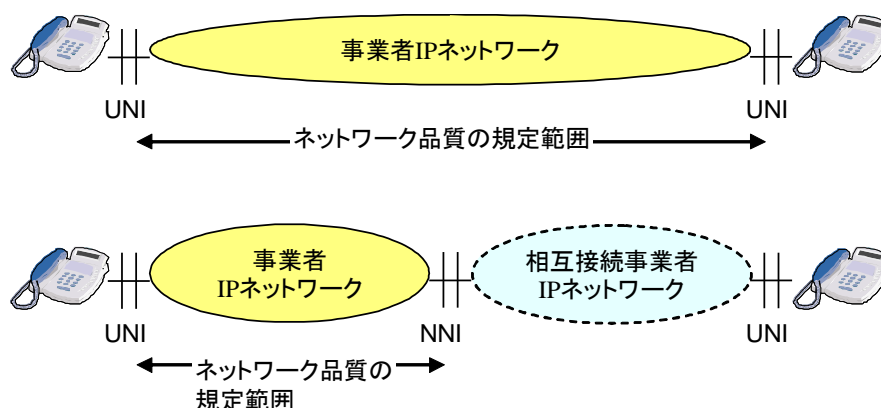 事業者IPネットワーク
UNI
UNI
ネットワーク品質の規定範囲
事業者
IPネットワーク
相互接続事業者
IPネットワーク
UNI
NNI
UNI
ネットワーク品質の
規定範囲